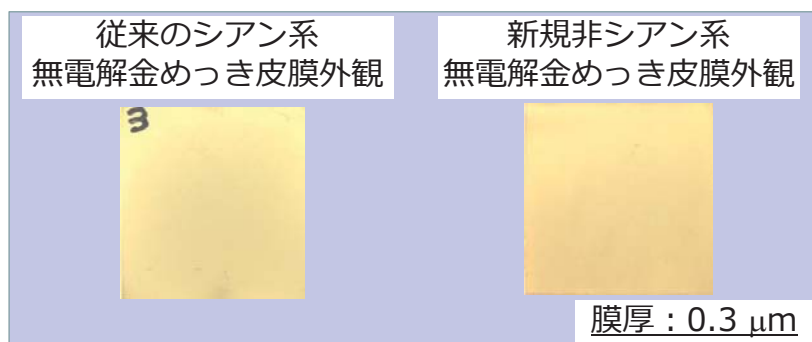 従来のシアン系
無電解金めっき皮膜外観
新規非シアン系
無電解金めっき皮膜外観
3
膜厚：0.3 μm